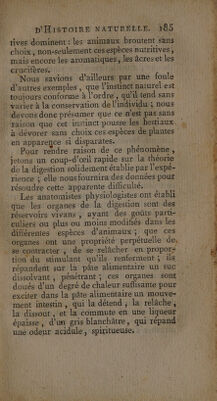 D'HISTOIRE NATURELLE. 185
tives dominent: les animaux broutent sans
choix, non-seulement ces espèces nutritives,
mais encore les aromatiques, les âcres et les
crucifères.
Nous savions d'ailleurs par une foule
d'autres exemples, que l'instinct naturel est
toujours conforme à l'ordre, qu'il tend sans
varier à la conservation de l'individu; nous
devons donc présumer que ce n'est pas sans
raison que cet instinct pousse les bestiaux
à dévorer sans choix ces espèces de plantes
en apparence si disparates.
Pour rendre raison de ce phénomène,
jetons un coup-d'œil rapide sur la théorie
de la digestion solidement établie par l'expé-
rience; elle nous fournira des données pour
résoudre cette apparente difficulté.
Les anatomistes physiologistes ont établi
que les organes de la digestion sont des
réservoirs vivans, ayant des goûts parti-
culiers ou plus ou moins modifiés dans les
différentes espèces d'animaux; que ces
organes ont une propriété perpétuelle de
se contracter, de se relâcher en propor-
tion du stimulant qu'ils renferment; ils
répandent sur la pâte alimentaire un suc
dissolvant, pénétrant; ces organes sont
doués d'un degré de chaleur suffisante pour
exciter dans la pâte alimentaire un mouve-
ment intestin, qui la détend, la relâche,
la dissout, et la commute en une liqueur
épaisse, d'un gris blanchâtre, qui répand
une odeur acidule, spiritueuse.